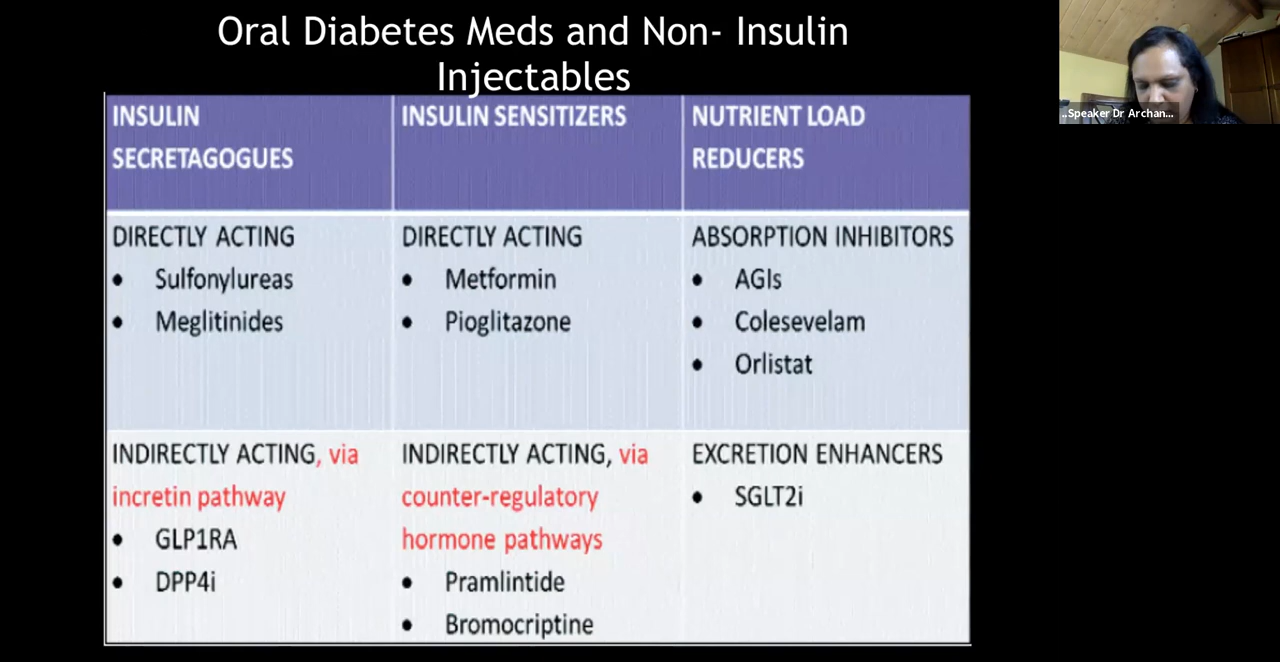 Oral Diabetes Meds and Non- Insulin
Injectables
..Speaker Dr Archan...
INSULIN
SECRETAGOGUES
INSULIN SENSITIZERS
NUTRIENT LOAD
REDUCERS
DIRECTLY ACTING
• Sulfonylureas
• Meglitinides
DIRECTLY ACTING
• Metformin
• Pioglitazone
ABSORPTION INHIBITORS
• AGIs
• Colesevelam
• Orlistat
INDIRECTLY ACTING, via
incretin pathway
• GLP1RA
• DPP4i
INDIRECTLY ACTING, via
counter-regulatory
hormone pathways
• Pramlintide
• Bromocriptine
EXCRETION ENHANCERS
• SGLT2i